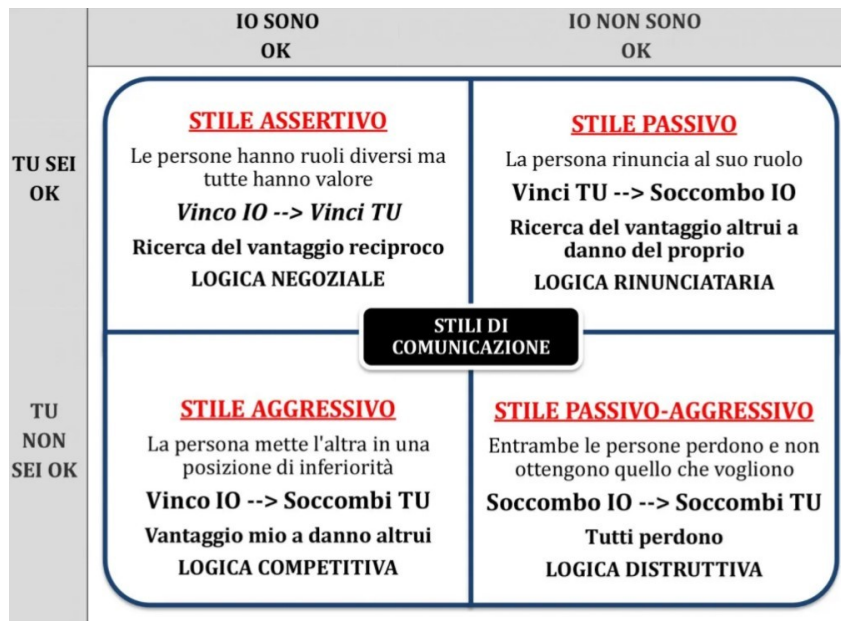 IO SONO
OK
IO NON SONO
OK
TU SEI
OK
STILE ASSERTIVO
Le persone hanno ruoli diversi ma
tutte hanno valore
Vinco IO --> Vinci TU
Ricerca del vantaggio reciproco
LOGICA NEGOZIALE
STILE PASSIVO
La persona rinuncia al suo ruolo
Vinci TU --> Soccombo IO
Ricerca del vantaggio altrui a
danno del proprio
LOGICA RINUNCIATARIA
STILI DI
COMUNICAZIONE
TU
NON
SEI OK
STILE AGGRESSIVO
La persona mette l'altra in una
posizione di inferiorità
Vinco IO --> Soccombi TU
Vantaggio mio a danno altrui
LOGICA COMPETITIVA
STILE PASSIVO-AGGRESSIVO
Entrambe le persone perdono e non
ottengono quello che vogliono
Soccombo IO --> Soccombi TU
Tutti perdono
LOGICA DISTRUTTIVA